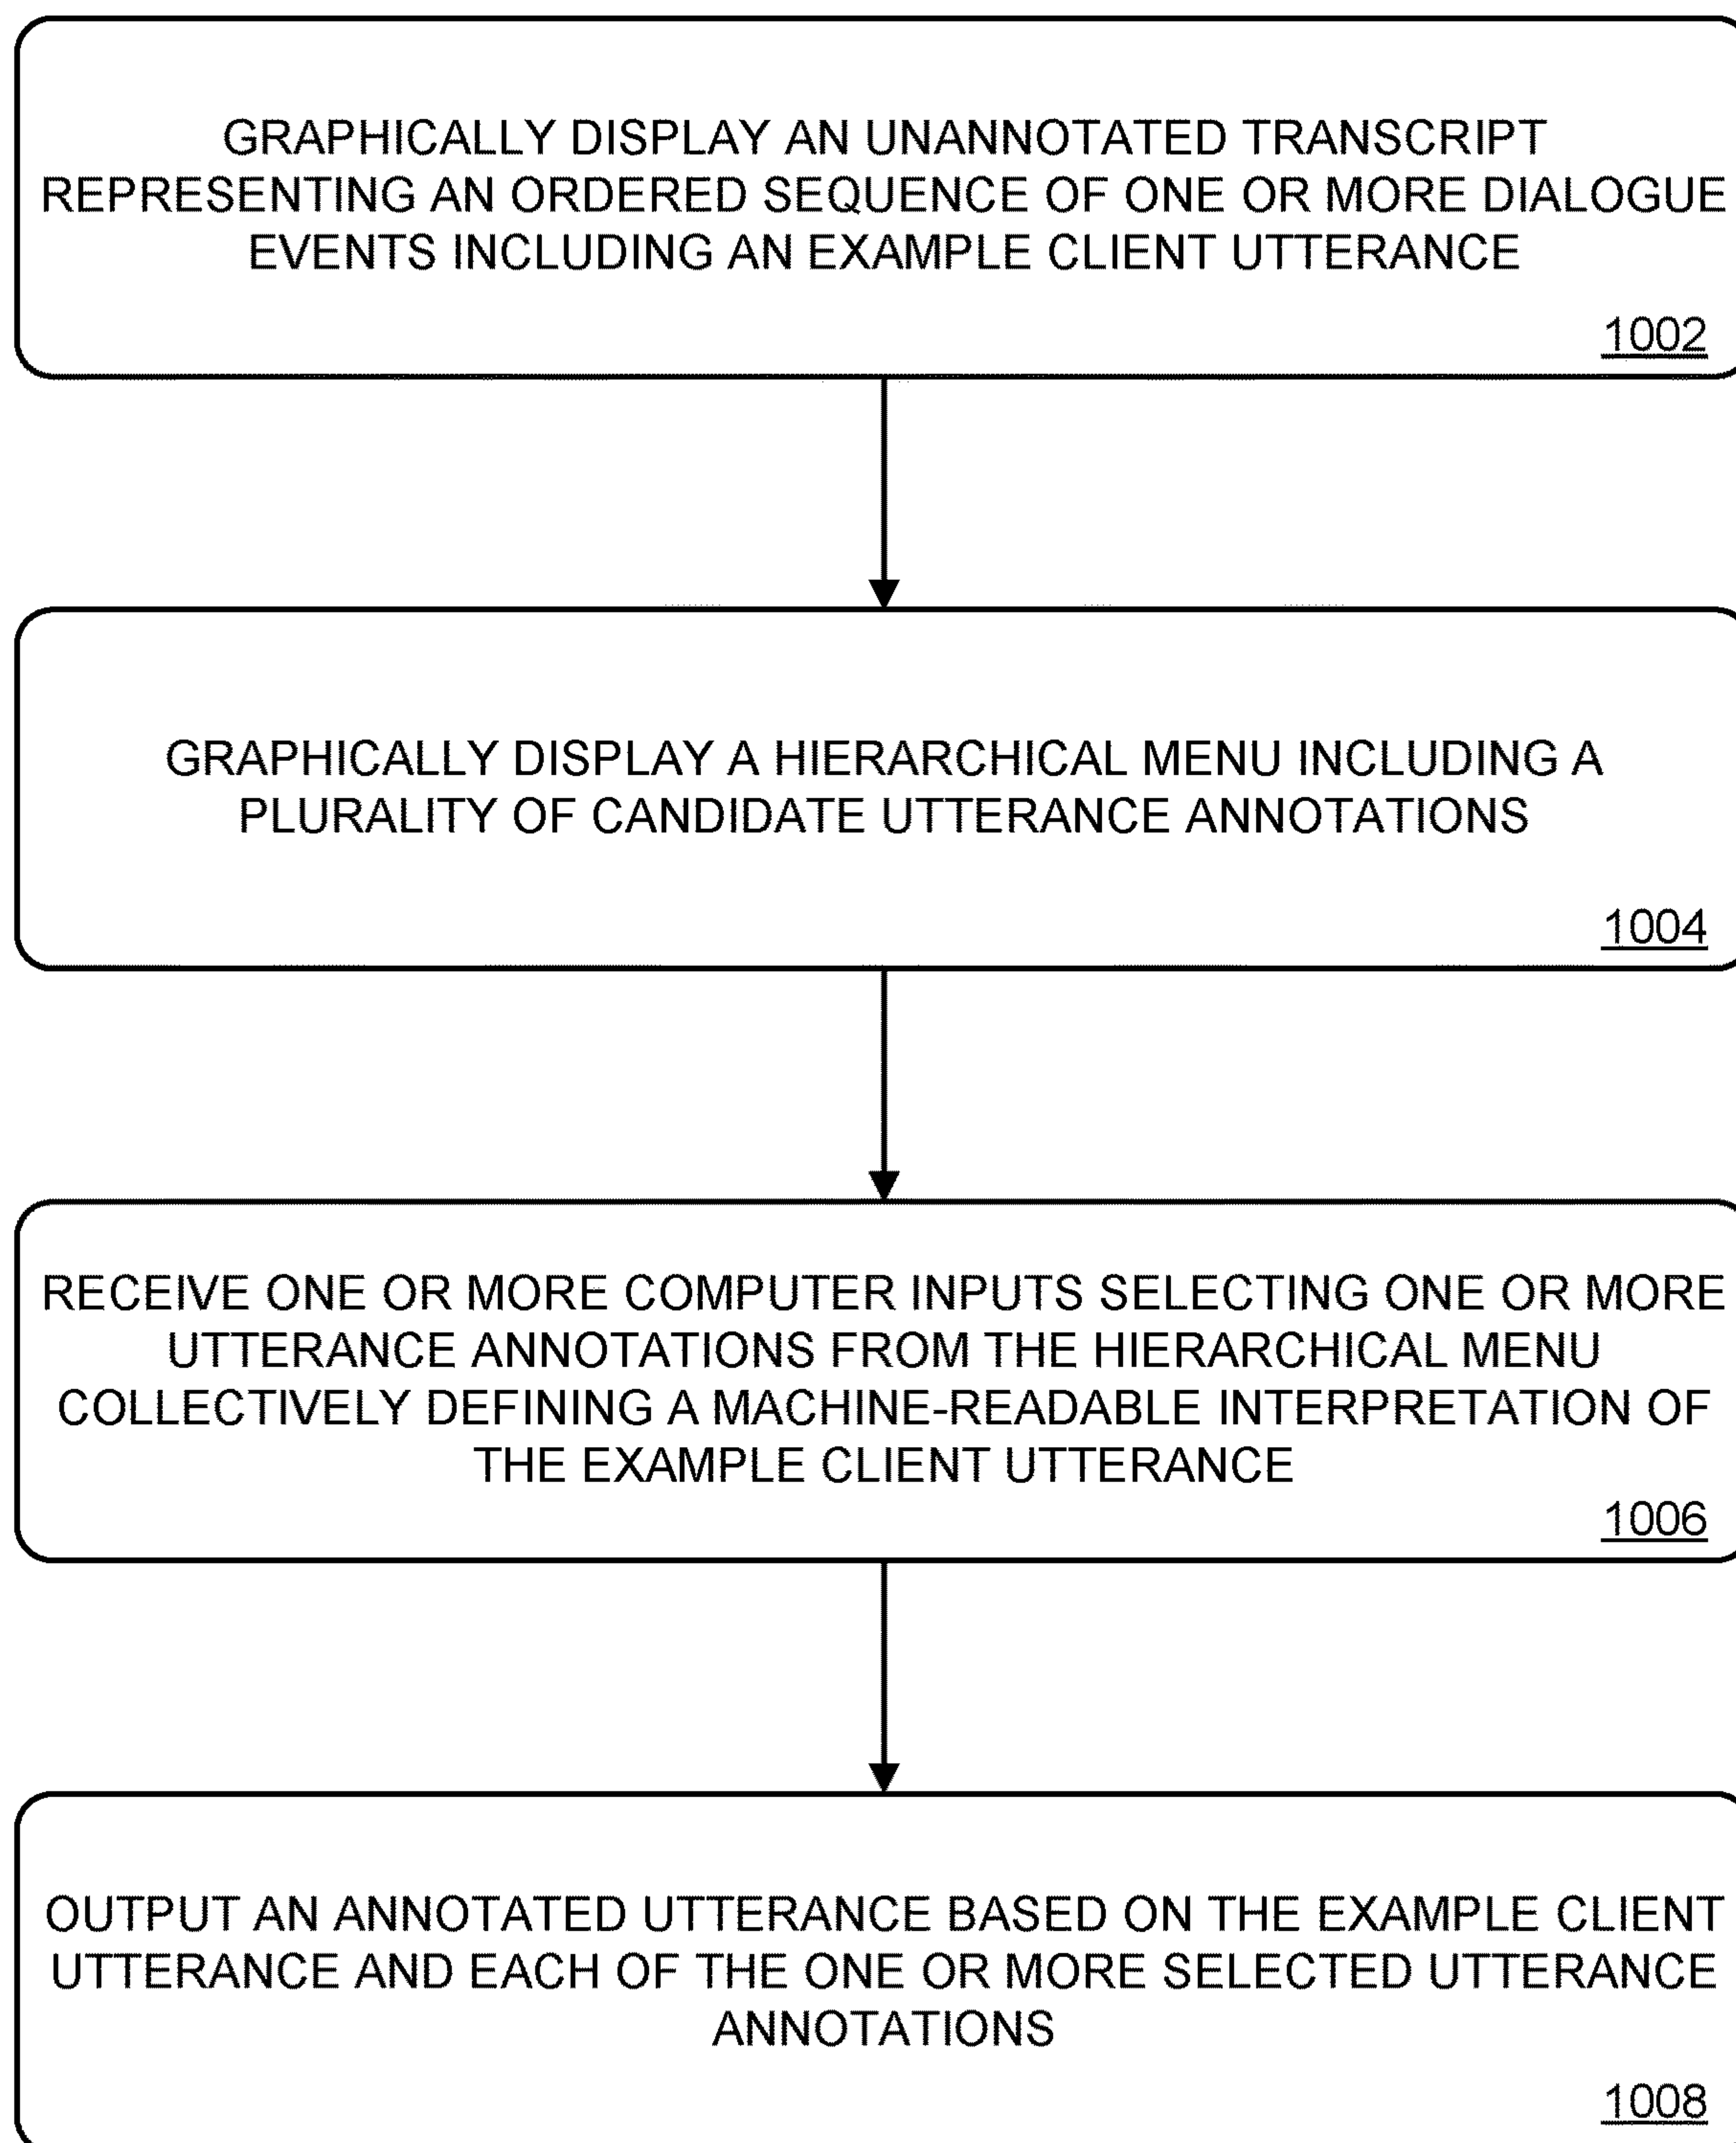 GRAPHICALLY DISPLAY AN UNANNOTATED TRANSCRIPT
REPRESENTING AN ORDERED SEQUENCE OF ONE OR MORE DIALOGUE
EVENTS INCLUDING AN EXAMPLE CLIENT UTTERANCE
1002
GRAPHICALLY DISPLAY A HIERARCHICAL MENU INCLUDING A
PLURALITY OF CANDIDATE UTTERANCE ANNOTATIONS
1004
RECEIVE ONE OR MORE COMPUTER INPUTS SELECTING ONE OR MORE
UTTERANCE ANNOTATIONS FROM THE HIERARCHICAL MENU
COLLECTIVELY DEFINING A MACHINE-READABLE INTERPRETATION OF
THE EXAMPLE CLIENT UTTERANCE
1006
OUTPUT AN ANNOTATED UTTERANCE BASED ON THE EXAMPLE CLIENT
UTTERANCE AND EACH OF THE ONE OR MORE SELECTED UTTERANCE
ANNOTATIONS
1008